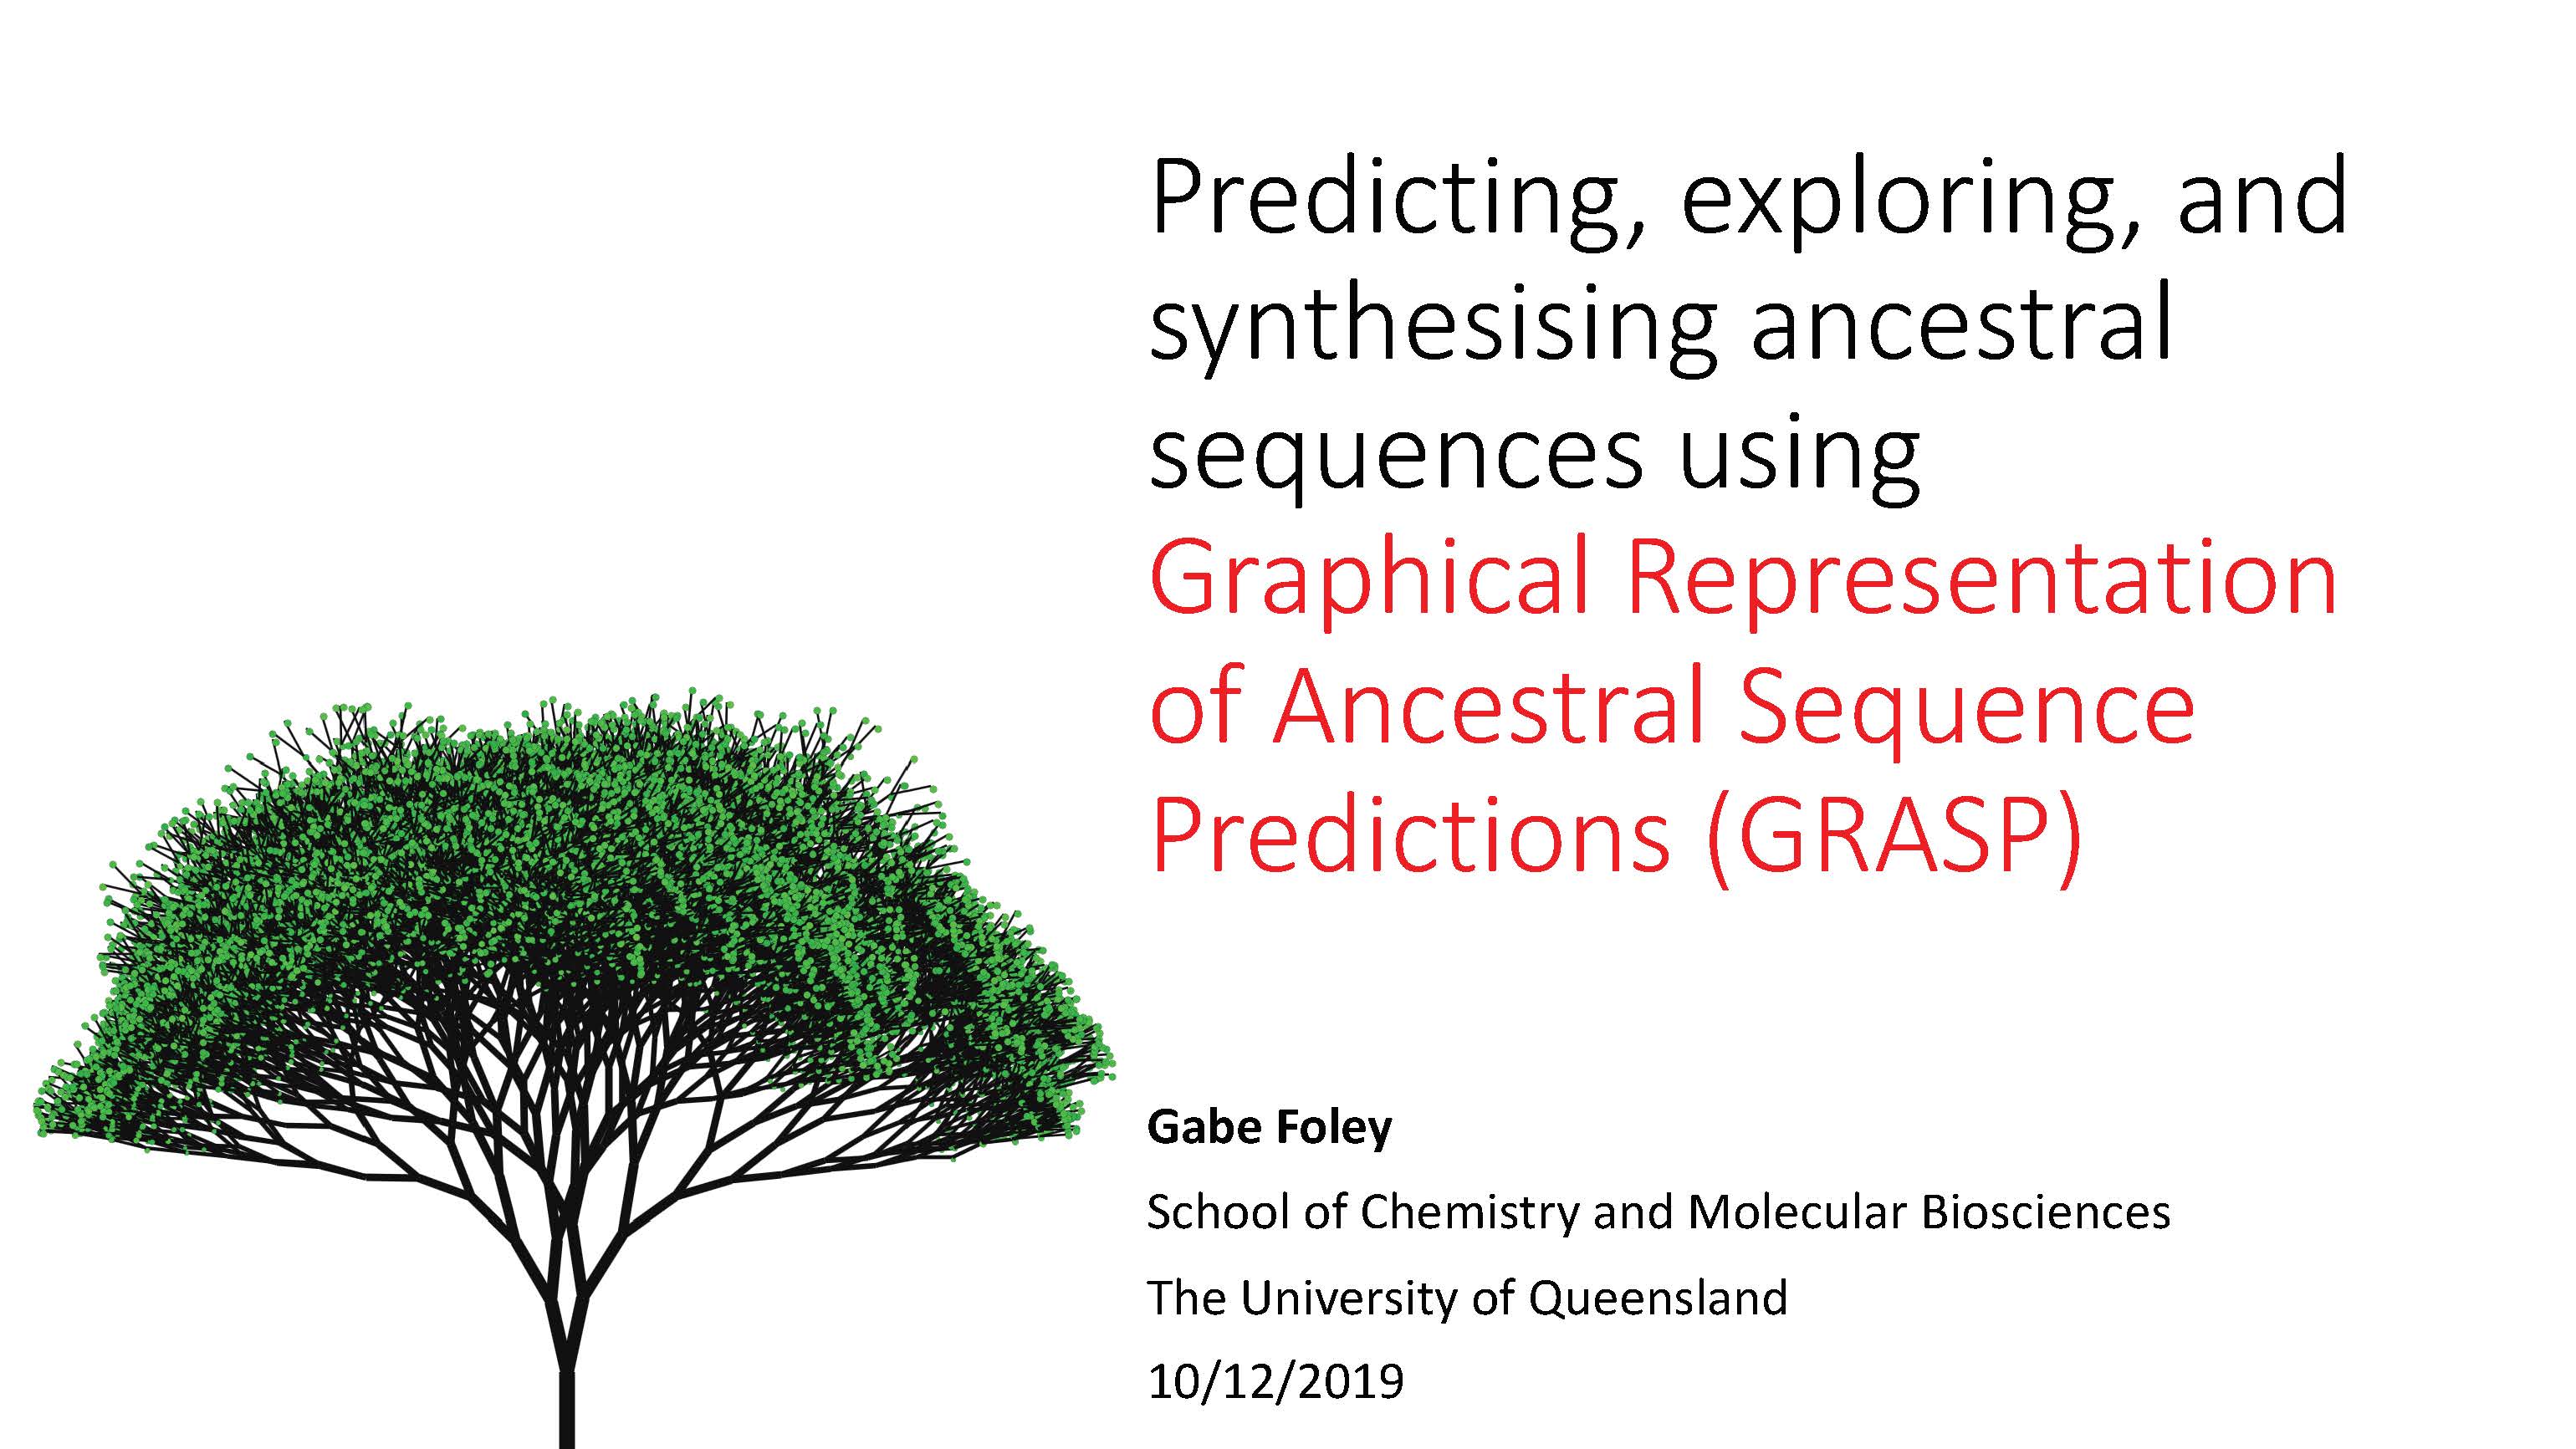 Predicting, exploring, and
synthesising ancestral
sequences using
Graphical Representation
of Ancestral Sequence
Predictions (GRASP)
Gabe Foley
School of Chemistry and Molecular Biosciences
The University of Queensland
10/12/2019